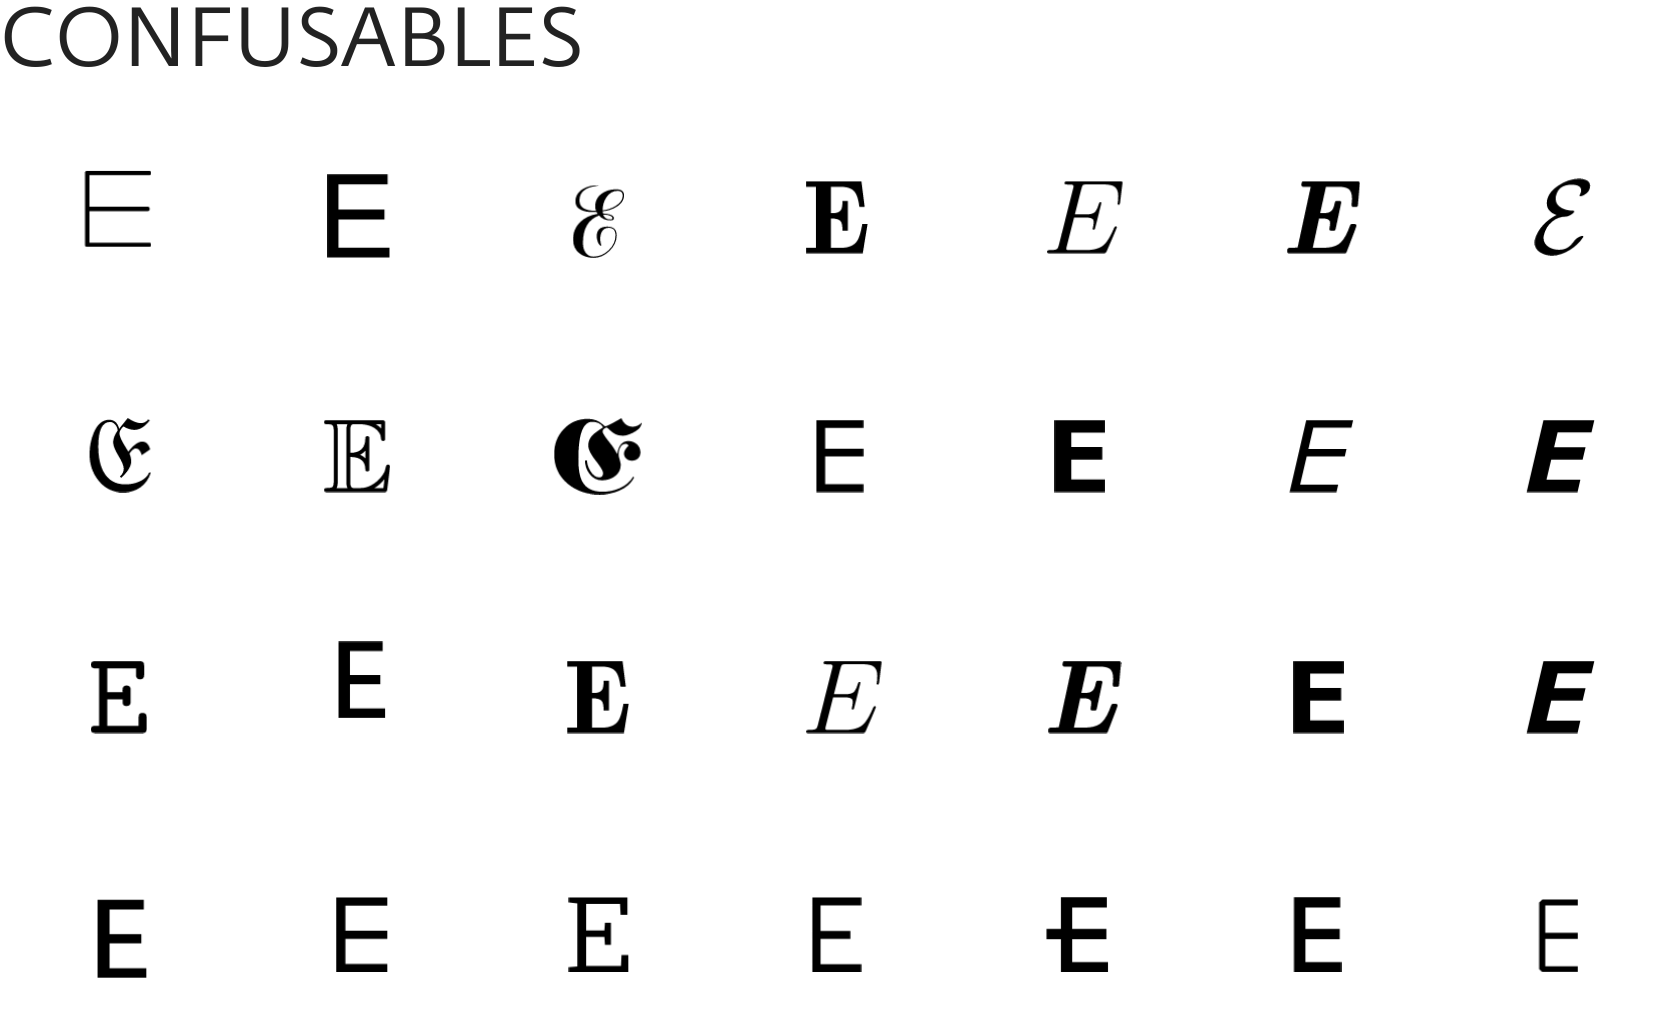 CONFUSABLES
E E ℰ 𝐄 𝐸 𝑬 ℰ
𝔈 𝔼 𝕰 𝖤 𝗘 𝘌 𝙀
𝙴 E 𝚬 𝛦 𝜠 𝝚 𝞔
E E E E E E E